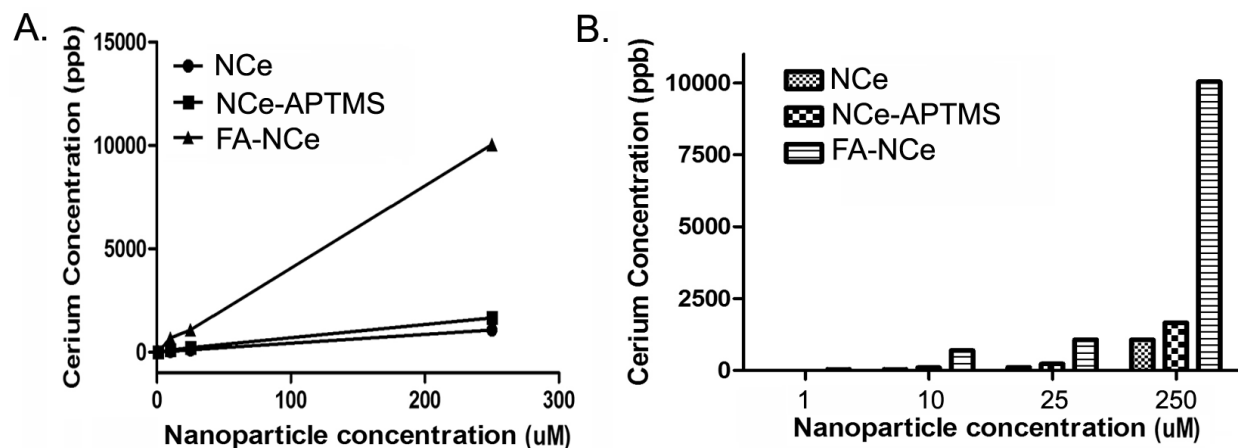 A.
Cerium Concentration (ppb)
15000
10000
5000
0
NCe
NCe-APTMS
FA-NCe
0 100 200 300
Nanoparticle concentration (uM)
B.
Cerium Concentration (ppb)
10000
7500
5000
2500
0
NCe
NCe-APTMS
FA-NCe
1 10 25 250
Nanoparticle concentration (uM)